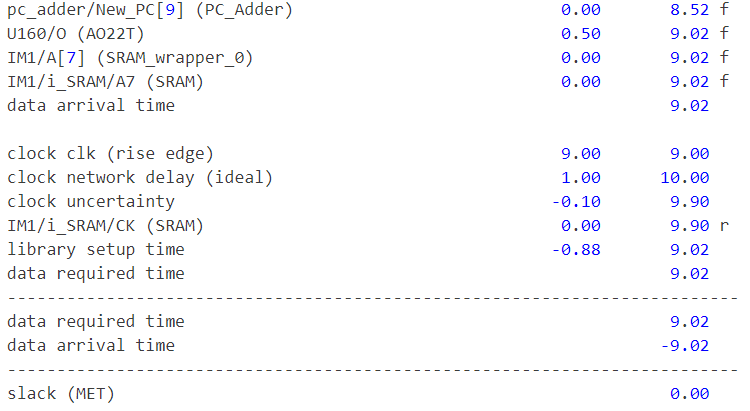 pc_adder/New_PC[9] (PC_Adder) 0.00 8.52 f
U160/O (AO22T) 0.50 9.02 f
IM1/A[7] (SRAM_wrapper_0) 0.00 9.02 f
IM1/i_SRAM/A7 (SRAM) 0.00 9.02 f
data arrival time 9.02
clock clk (rise edge) 9.00 9.00
clock network delay (ideal) 1.00 10.00
clock uncertainty -0.10 9.90
IM1/i_SRAM/CK (SRAM) 0.00 9.90 r
library setup time -0.88 9.02
data required time 9.02
--------------------------------------------------------------------------
data required time 9.02
data arrival time -9.02
--------------------------------------------------------------------------
slack (MET) 0.00